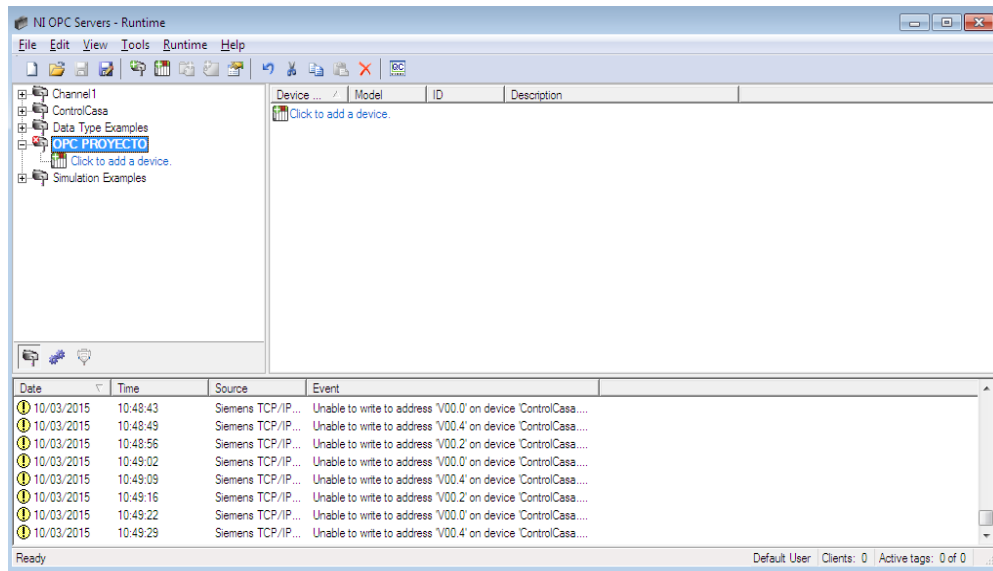 NI OPC Servers - Runtime
File Edit View Tools Runtime Help
Channel1
ControlCasa
Data Type Examples
OPC PROYECTO
Click to add a device.
Simulation Examples
Device ... Model ID Description
Click to add a device.
Date Time Source Event
10/03/2015 10:48:43 Siemens TCP/IP... Unable to write to address 'V00.0' on device 'ControlCasa....
10/03/2015 10:48:49 Siemens TCP/IP... Unable to write to address 'V00.4' on device 'ControlCasa....
10/03/2015 10:48:56 Siemens TCP/IP... Unable to write to address 'V00.2' on device 'ControlCasa....
10/03/2015 10:49:02 Siemens TCP/IP... Unable to write to address 'V00.0' on device 'ControlCasa....
10/03/2015 10:49:09 Siemens TCP/IP... Unable to write to address 'V00.4' on device 'ControlCasa....
10/03/2015 10:49:16 Siemens TCP/IP... Unable to write to address 'V00.2' on device 'ControlCasa....
10/03/2015 10:49:22 Siemens TCP/IP... Unable to write to address 'V00.0' on device 'ControlCasa....
10/03/2015 10:49:29 Siemens TCP/IP... Unable to write to address 'V00.4' on device 'ControlCasa....
Ready Default User Clients: 0 Active tags: 0 of 0